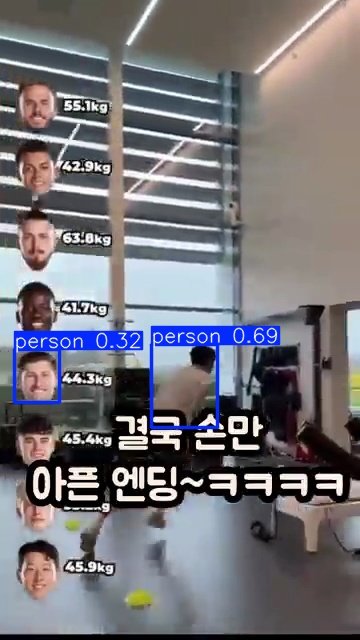 55.1kg
42.9kg
63.8kg
41.7kg
person 0.32
person 0.69
44.3kg
45.4kg
결국 손만
아픈 엔딩~ㅋㅋㅋㅋ
45.9kg